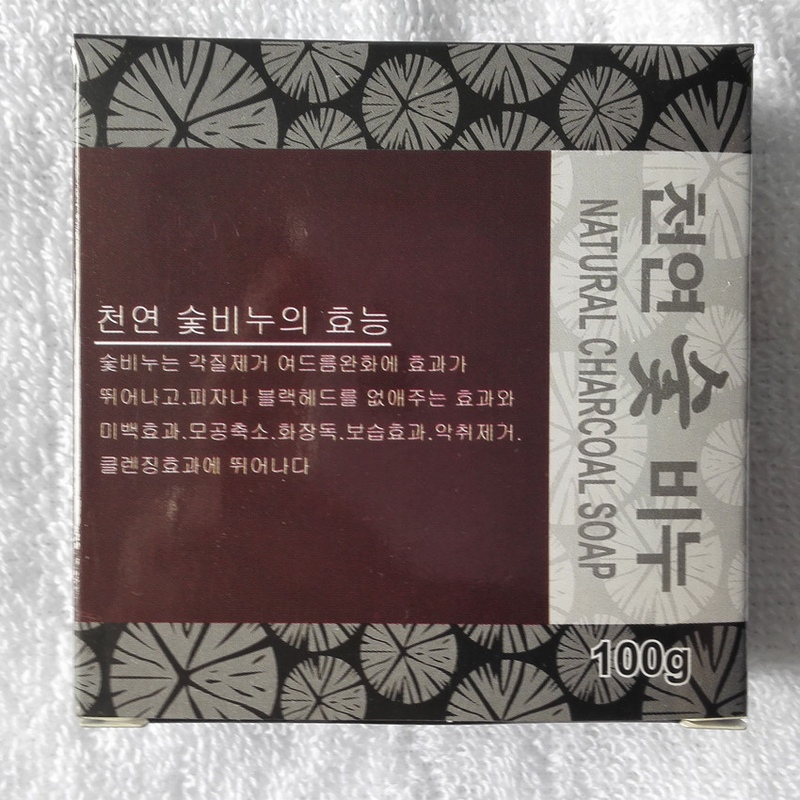 천연 숯비누의 효능
숯비누는 각질제거 여드름완화에 효과가
뛰어나고.피자나 블랙헤드를 없애주는 효과와
미백효과.모공축소.화장독.보습효과.악취제거.
클렌징효과에 뛰어나다
천연 숯 비누
NATURAL CHARCOAL SOAP
100g